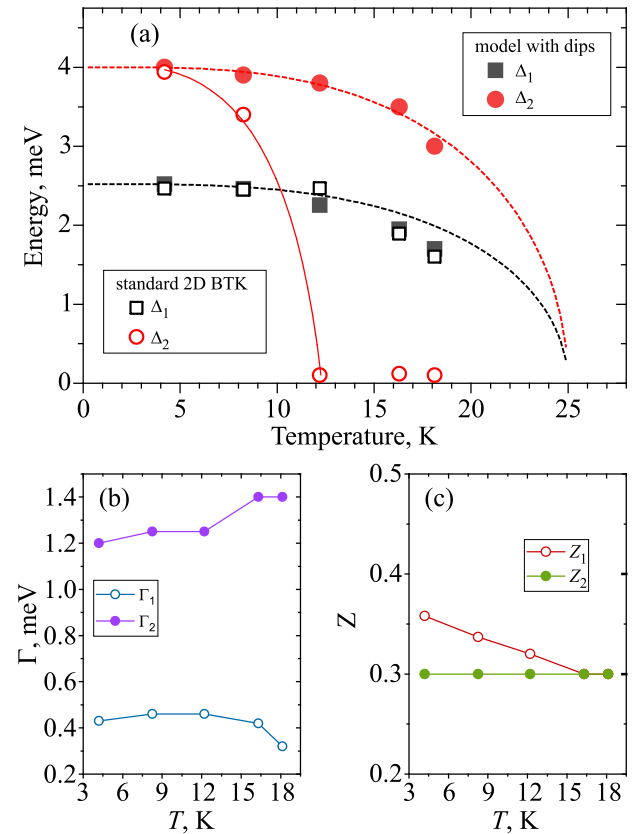 (a)
model with dips
Δ₁
Δ₂
standard 2D BTK
Δ₁
Δ₂
Energy, meV
4
3
2
1
0
0 5 10 15 20 25
Temperature, K
(b)
Γ₁
Γ₂
Γ, meV
1.4
1.2
1.0
0.8
0.6
0.4
0.2
3 6 9 12 15 18
T, K
(c)
Z₁
Z₂
Z
0.5
0.4
0.3
0.2
3 6 9 12 15 18
T, K